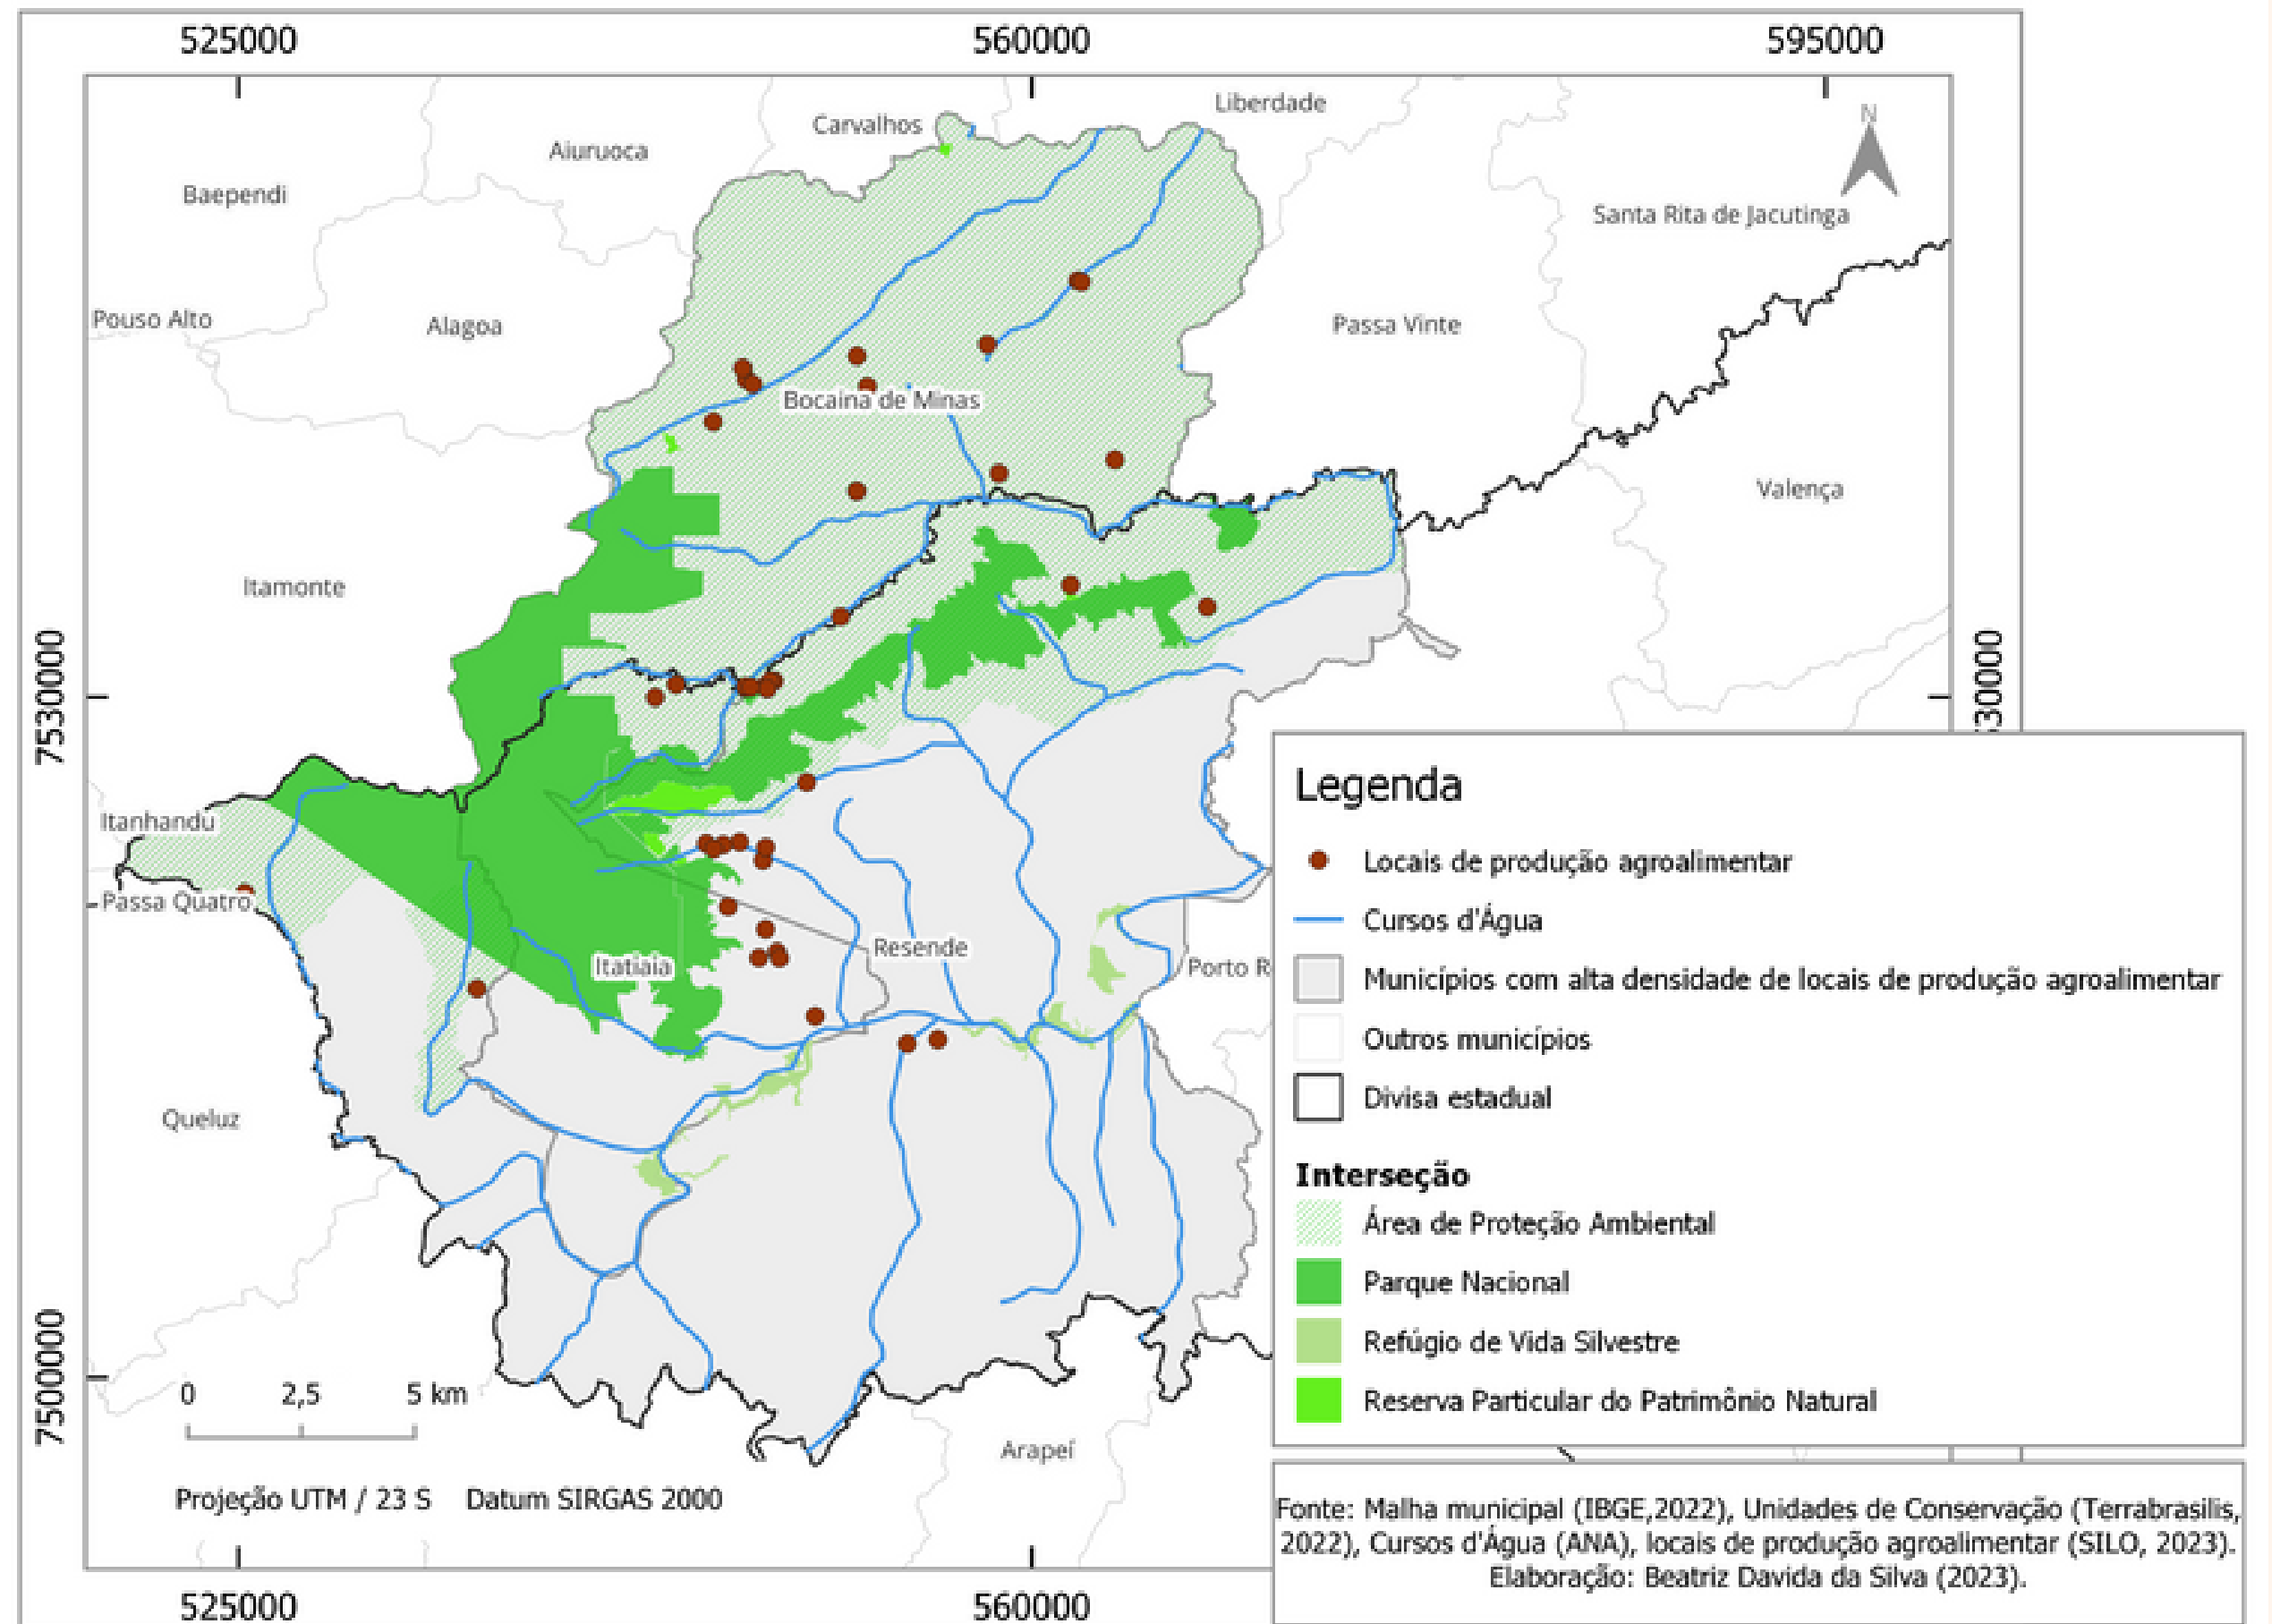 525000
560000
595000
Liberdade
Carvalhos
Aiuruoca
N
Baependi
Santa Rita de Jacutinga
Pouso Alto
Alagoa
Passa Vinte
Bocaina de Minas
Valença
Itamonte
7530000
30000
Itanhandu
Passa Quatro
Resende
Itatiaia
Porto R
Queluz
7500000
0 2,5 5 km
Arapeí
Projeção UTM / 23 S Datum SIRGAS 2000
525000
560000
Legenda
Locais de produção agroalimentar
Cursos d'Água
Municípios com alta densidade de locais de produção agroalimentar
Outros municípios
Divisa estadual
Interseção
Área de Proteção Ambiental
Parque Nacional
Refúgio de Vida Silvestre
Reserva Particular do Patrimônio Natural
Fonte: Malha municipal (IBGE,2022), Unidades de Conservação (Terrabrasilis,
2022), Cursos d'Água (ANA), locais de produção agroalimentar (SILO, 2023).
Elaboração: Beatriz Davida da Silva (2023).